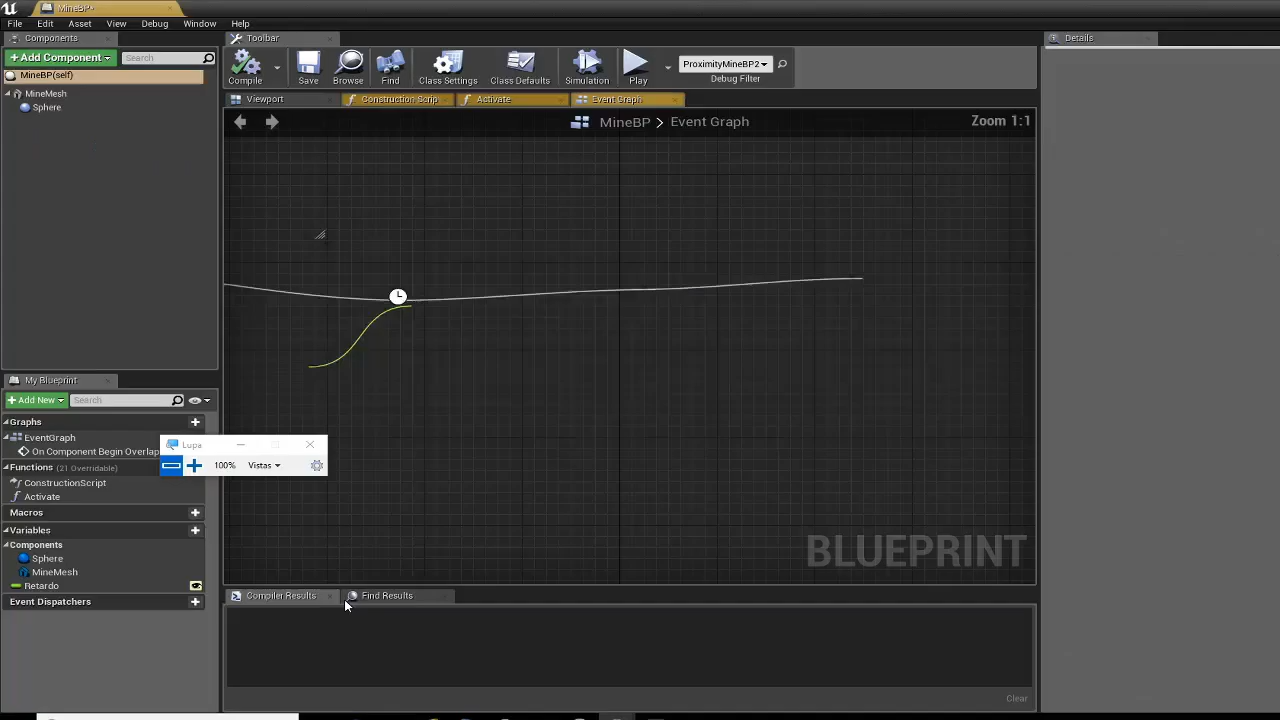 MineBP*
File Edit Asset View Debug Window Help
Components
+ Add Component Search
MineBP(self)
MineMesh
Sphere
Toolbar
Compile Save Browse Find Class Settings Class Defaults Simulation Play
ProximityMineBP2
Debug Filter
Viewport Construction Scrip Activate Event Graph
MineBP > Event Graph Zoom 1:1
BLUEPRINT
My Blueprint
+ Add New Search
Graphs
EventGraph
On Component Begin Overlap
Functions (21 Overridable)
ConstructionScript
Activate
Macros
Variables
Components
Sphere
MineMesh
Retardo
Event Dispatchers
Lupa
100% Vistas
Compiler Results Find Results
Clear
Details